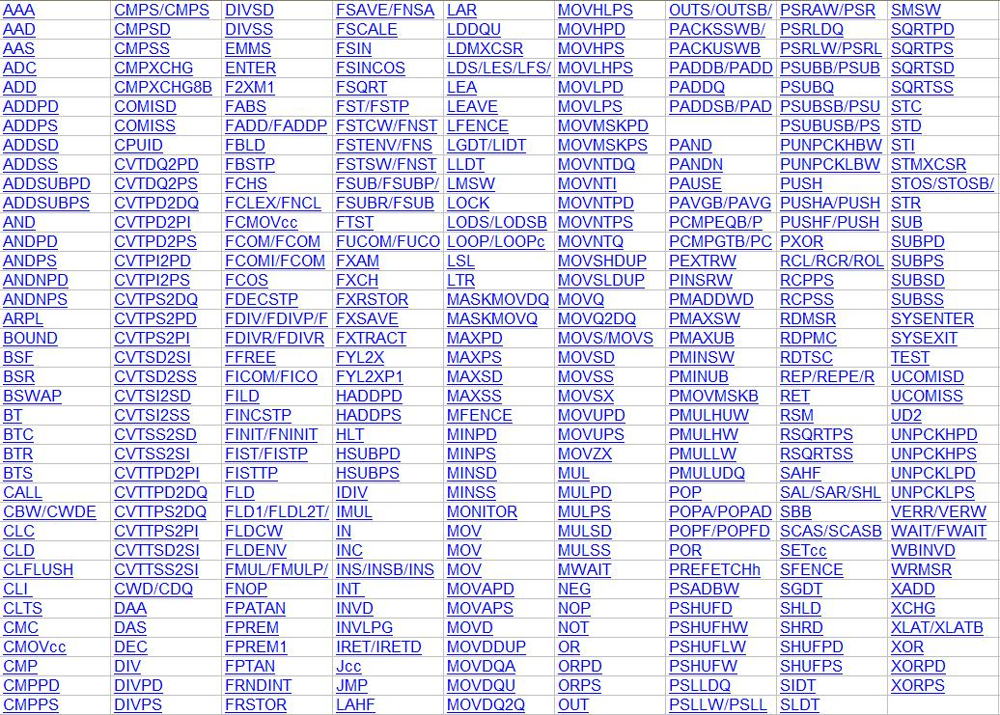 AAA
AAD
AAS
ADC
ADD
ADDPD
ADDPS
ADDSD
ADDSS
ADDSUBPD
ADDSUBPS
AND
ANDPD
ANDPS
ANDNPD
ANDNPS
ARPL
BOUND
BSF
BSR
BSWAP
BT
BTC
BTR
BTS
CALL
CBW/CWDE
CLC
CLD
CLFLUSH
CLI
CLTS
CMC
CMOVcc
CMP
CMPPD
CMPPS
CMPS/CMPS
CMPSD
CMPSS
CMPXCHG
CMPXCHG8B
COMISD
COMISS
CPUID
CVTDQ2PD
CVTDQ2PS
CVTPD2DQ
CVTPD2PI
CVTPD2PS
CVTPI2PD
CVTPI2PS
CVTPS2DQ
CVTPS2PD
CVTPS2PI
CVTSD2SI
CVTSD2SS
CVTSI2SD
CVTSI2SS
CVTSS2SD
CVTSS2SI
CVTTPD2PI
CVTTPD2DQ
CVTTPS2DQ
CVTTPS2PI
CVTTSD2SI
CVTTSS2SI
CWD/CDQ
DAA
DAS
DEC
DIV
DIVPD
DIVPS
DIVSD
DIVSS
EMMS
ENTER
F2XM1
FABS
FADD/FADDP
FBLD
FBSTP
FCHS
FCLEX/FNCL
FCMOVcc
FCOM/FCOM
FCOMI/FCOM
FCOS
FDECSTP
FDIV/FDIVP/F
FDIVR/FDIVR
FFREE
FICOM/FICO
FILD
FINCSTP
FINIT/FNINIT
FIST/FISTP
FISTTP
FLD
FLD1/FLDL2T/
FLDCW
FLDENV
FMUL/FMULP/
FNOP
FPATAN
FPREM
FPREM1
FPTAN
FRNDINT
FRSTOR
FSAVE/FNSA
FSCALE
FSIN
FSINCOS
FSQRT
FST/FSTP
FSTCW/FNST
FSTENV/FNS
FSTSW/FNST
FSUB/FSUBP/
FSUBR/FSUB
FTST
FUCOM/FUCO
FXAM
FXCH
FXRSTOR
FXSAVE
FXTRACT
FYL2X
FYL2XP1
HADDPD
HADDPS
HLT
HSUBPD
HSUBPS
IDIV
IMUL
IN
INC
INS/INSB/INS
INT
INVD
INVLPG
IRET/IRETD
Jcc
JMP
LAHF
LAR
LDDQU
LDMXCSR
LDS/LES/LFS/
LEA
LEAVE
LFENCE
LGDT/LIDT
LLDT
LMSW
LOCK
LODS/LODSB
LOOP/LOOPc
LSL
LTR
MASKMOVDQ
MASKMOVQ
MAXPD
MAXPS
MAXSD
MAXSS
MFENCE
MINPD
MINPS
MINSD
MINSS
MONITOR
MOV
MOV
MOV
MOVAPD
MOVAPS
MOVD
MOVDDUP
MOVDQA
MOVDQU
MOVDQ2Q
MOVHLPS
MOVHPD
MOVHPS
MOVLHPS
MOVLPD
MOVLPS
MOVMSKPD
MOVMSKPS
MOVNTDQ
MOVNTI
MOVNTPD
MOVNTPS
MOVNTQ
MOVSHDUP
MOVSLDUP
MOVQ
MOVQ2DQ
MOVS/MOVS
MOVSD
MOVSS
MOVSX
MOVUPD
MOVUPS
MOVZX
MUL
MULPD
MULPS
MULSD
MULSS
MWAIT
NEG
NOP
NOT
OR
ORPD
ORPS
OUT
OUTS/OUTSB/
PACKSSWB/
PACKUSWB
PADDB/PADD
PADDQ
PADDSB/PAD
PAND
PANDN
PAUSE
PAVGB/PAVG
PCMPEQB/P
PCMPGTB/PC
PEXTRW
PINSRW
PMADDWD
PMAXSW
PMAXUB
PMINSW
PMINUB
PMOVMSKB
PMULHUW
PMULHW
PMULLW
PMULUDQ
POP
POPA/POPAD
POPF/POPFD
POR
PREFETCHh
PSADBW
PSHUFD
PSHUFHW
PSHUFLW
PSHUFW
PSLLDQ
PSLLW/PSLL
PSRAW/PSR
PSRLDQ
PSRLW/PSRL
PSUBB/PSUB
PSUBQ
PSUBSB/PSU
PSUBUSB/PS
PUNPCKHBW
PUNPCKLBW
PUSH
PUSHA/PUSH
PUSHF/PUSH
PXOR
RCL/RCR/ROL
RCPPS
RCPSS
RDMSR
RDPMC
RDTSC
REP/REPE/R
RET
RSM
RSQRTPS
RSQRTSS
SAHF
SAL/SAR/SHL
SBB
SCAS/SCASB
SETcc
SFENCE
SGDT
SHLD
SHRD
SHUFPD
SHUFPS
SIDT
SLDT
SMSW
SQRTPD
SQRTPS
SQRTSD
SQRTSS
STC
STD
STI
STMXCSR
STOS/STOSB/
STR
SUB
SUBPD
SUBPS
SUBSD
SUBSS
SYSENTER
SYSEXIT
TEST
UCOMISD
UCOMISS
UD2
UNPCKHPD
UNPCKHPS
UNPCKLPD
UNPCKLPS
VERR/VERW
WAIT/FWAIT
WBINVD
WRMSR
XADD
XCHG
XLAT/XLATB
XOR
XORPD
XORPS